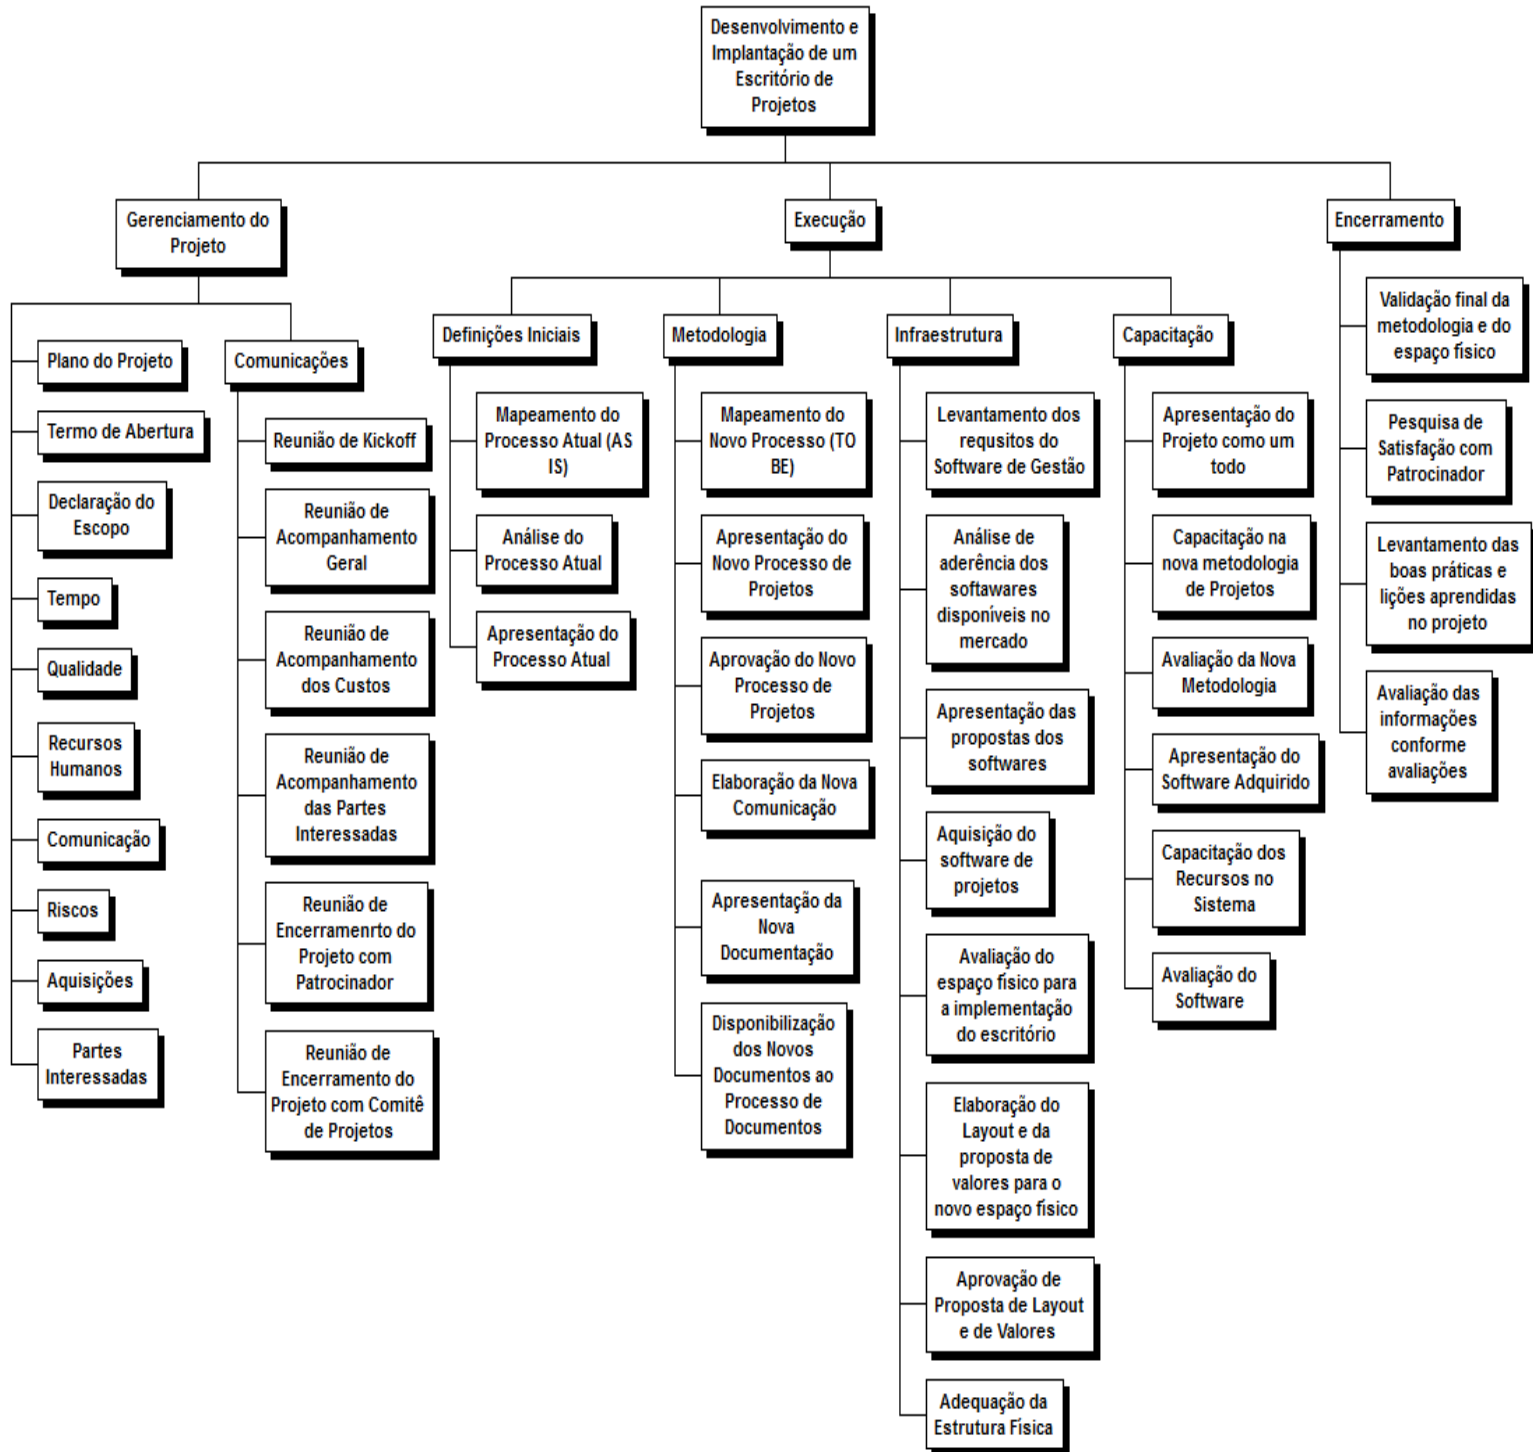 Desenvolvimento e
Implantação de um
Escritório de
Projetos
Gerenciamento do
Projeto
Execução
Encerramento
Plano do Projeto
Termo de Abertura
Declaração do
Escopo
Tempo
Qualidade
Recursos
Humanos
Comunicação
Riscos
Aquisições
Partes
Interessadas
Comunicações
Reunião de Kickoff
Reunião de
Acompanhamento
Geral
Reunião de
Acompanhamento
dos Custos
Reunião de
Acompanhamento
das Partes
Interessadas
Reunião de
Encerramenrto do
Projeto com
Patrocinador
Reunião de
Encerramento do
Projeto com Comitê
de Projetos
Definições Iniciais
Mapeamento do
Processo Atual (AS
IS)
Análise do
Processo Atual
Apresentação do
Processo Atual
Metodologia
Mapeamento do
Novo Processo (TO
BE)
Apresentação do
Novo Processo de
Projetos
Aprovação do Novo
Processo de
Projetos
Elaboração da Nova
Comunicação
Apresentação da
Nova
Documentação
Disponibilização
dos Novos
Documentos ao
Processo de
Documentos
Infraestrutura
Levantamento dos
requsitos do
Software de Gestão
Análise de
aderência dos
softawares
disponíveis no
mercado
Apresentação das
propostas dos
softwares
Aquisição do
software de
projetos
Avaliação do
espaço físico para
a implementação
do escritório
Elaboração do
Layout e da
proposta de
valores para o
novo espaço físico
Aprovação de
Proposta de Layout
e de Valores
Adequação da
Estrutura Física
Capacitação
Apresentação do
Projeto como um
todo
Capacitação na
nova metodologia
de Projetos
Avaliação da Nova
Metodologia
Apresentação do
Software Adquirido
Capacitação dos
Recursos no
Sistema
Avaliação do
Software
Validação final da
metodologia e do
espaço físico
Pesquisa de
Satisfação com
Patrocinador
Levantamento das
boas práticas e
lições aprendidas
no projeto
Avaliação das
informações
conforme
avaliações